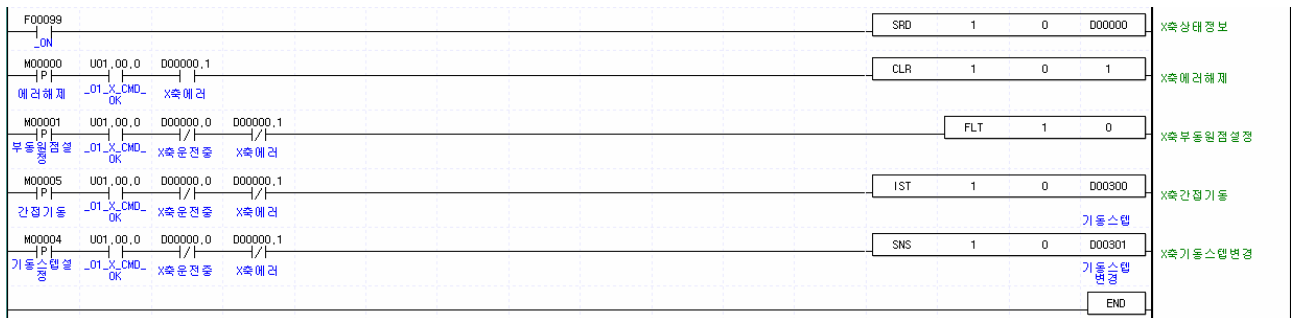 F00099
SRD 1 0 D00000 X축상태정보
_ON
M00000 U01,00,0 D00000,1
P CLR 1 0 1 X축에러해제
에러해제 _01_X_CMD_OK X축에러
M00001 U01,00,0 D00000,0 D00000,1
P FLT 1 0 X축부동원점설정
부동원점설정 _01_X_CMD_OK X축운전중 X축에러
M00005 U01,00,0 D00000,0 D00000,1
P IST 1 0 D00300 X축간접기동
간접기동 _01_X_CMD_OK X축운전중 X축에러 기동스텝
M00004 U01,00,0 D00000,0 D00000,1
P SNS 1 0 D00301 X축기동스텝변경
기동스텝설정 _01_X_CMD_OK X축운전중 X축에러 기동스텝변경
END